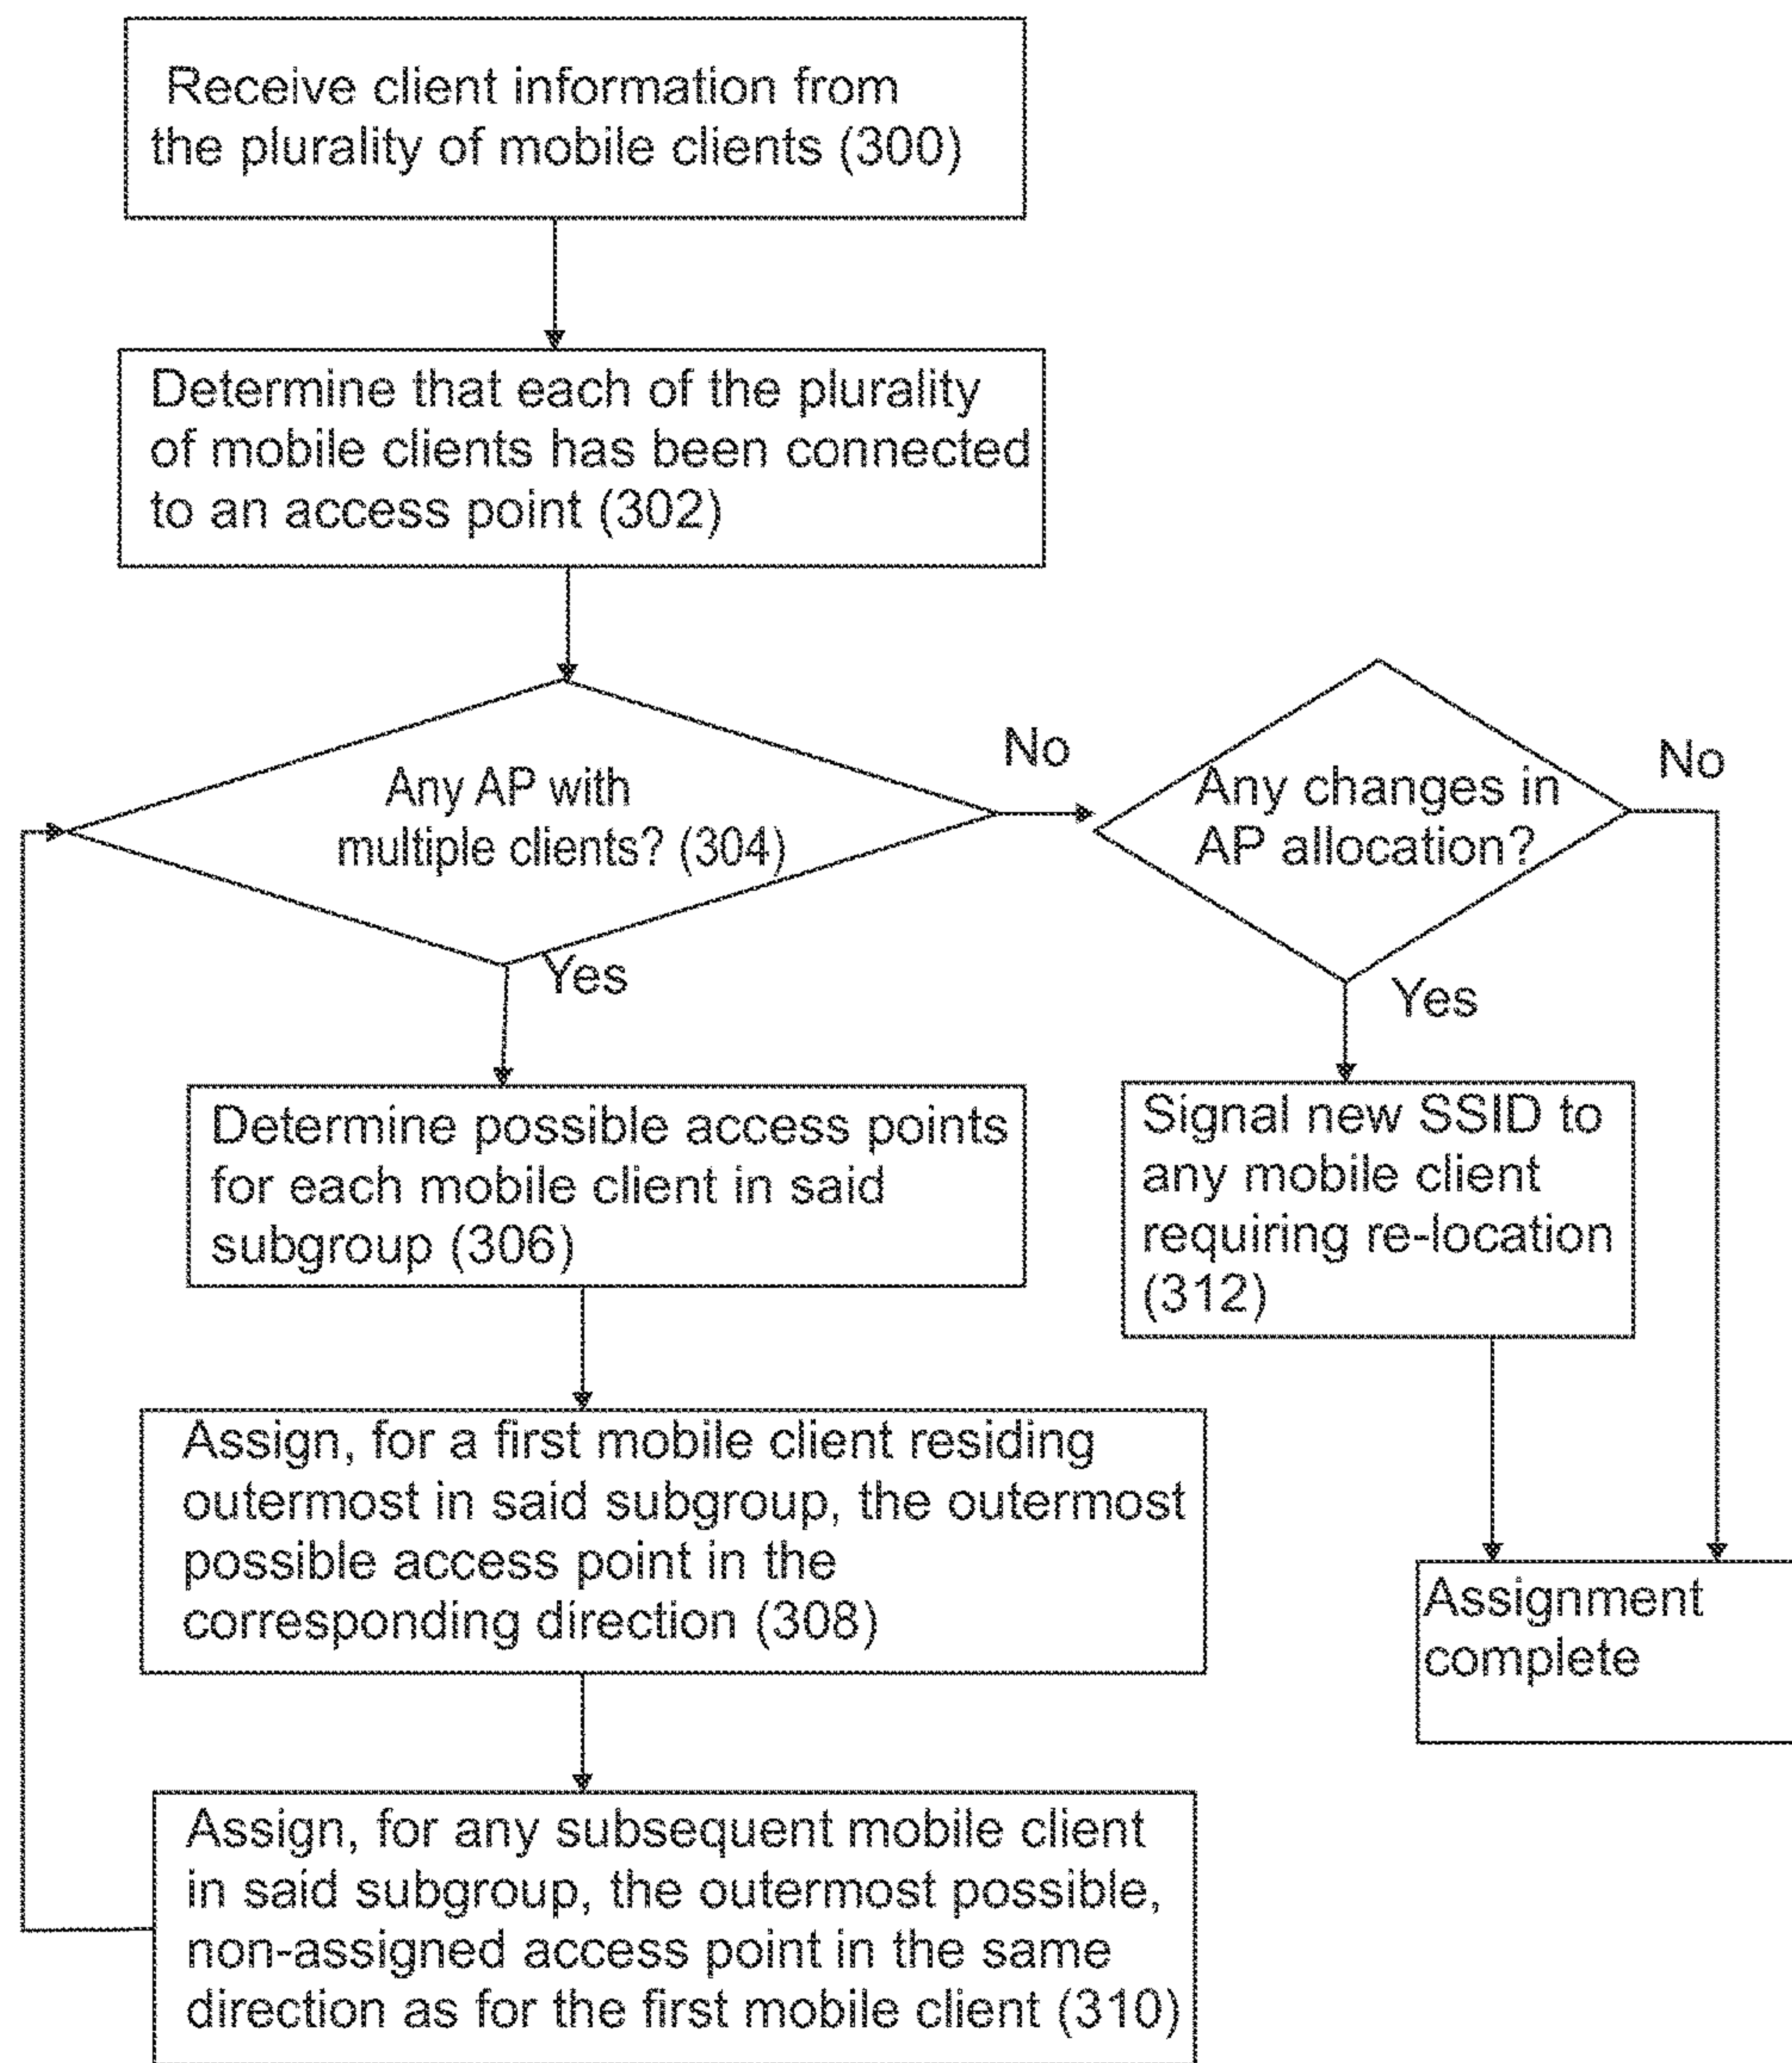 Receive client information from
the plurality of mobile clients (300)
Determine that each of the plurality
of mobile clients has been connected
to an access point (302)
Any AP with
multiple clients? (304)
No
Any changes in
AP allocation?
No
Yes
Yes
Determine possible access points
for each mobile client in said
subgroup (306)
Signal new SSID to
any mobile client
requiring re-location
(312)
Assign, for a first mobile client residing
outermost in said subgroup, the outermost
possible access point in the
corresponding direction (308)
Assignment
complete
Assign, for any subsequent mobile client
in said subgroup, the outermost possible,
non-assigned access point in the same
direction as for the first mobile client (310)